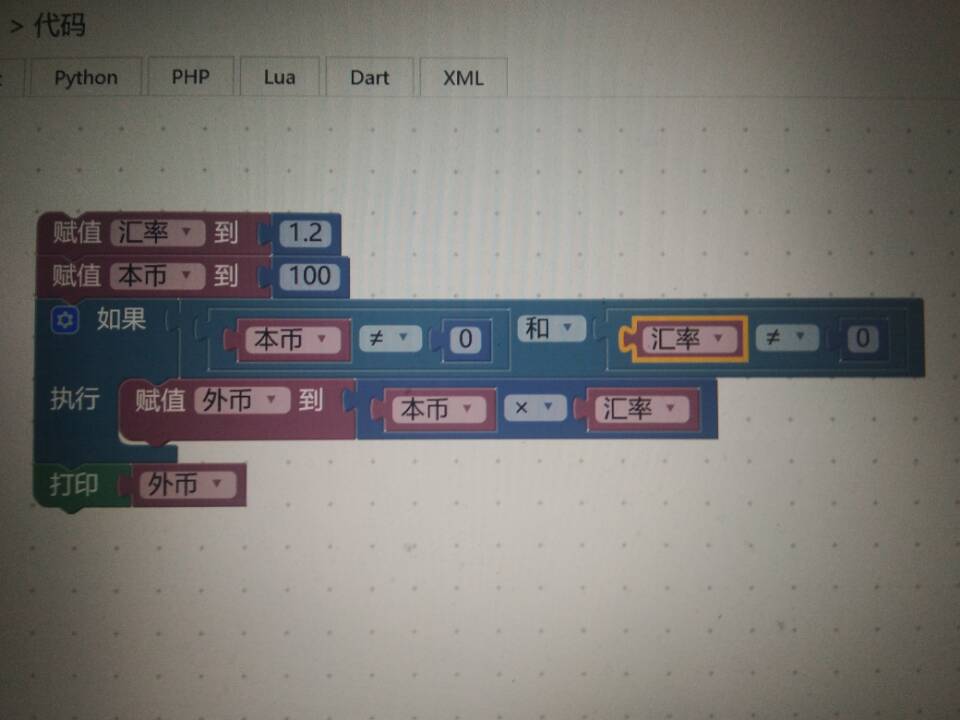 > 代码
Python PHP Lua Dart XML
赋值 汇率 到 1.2
赋值 本币 到 100
如果 本币 ≠ 0 和 汇率 ≠ 0
执行 赋值 外币 到 本币 × 汇率
打印 外币